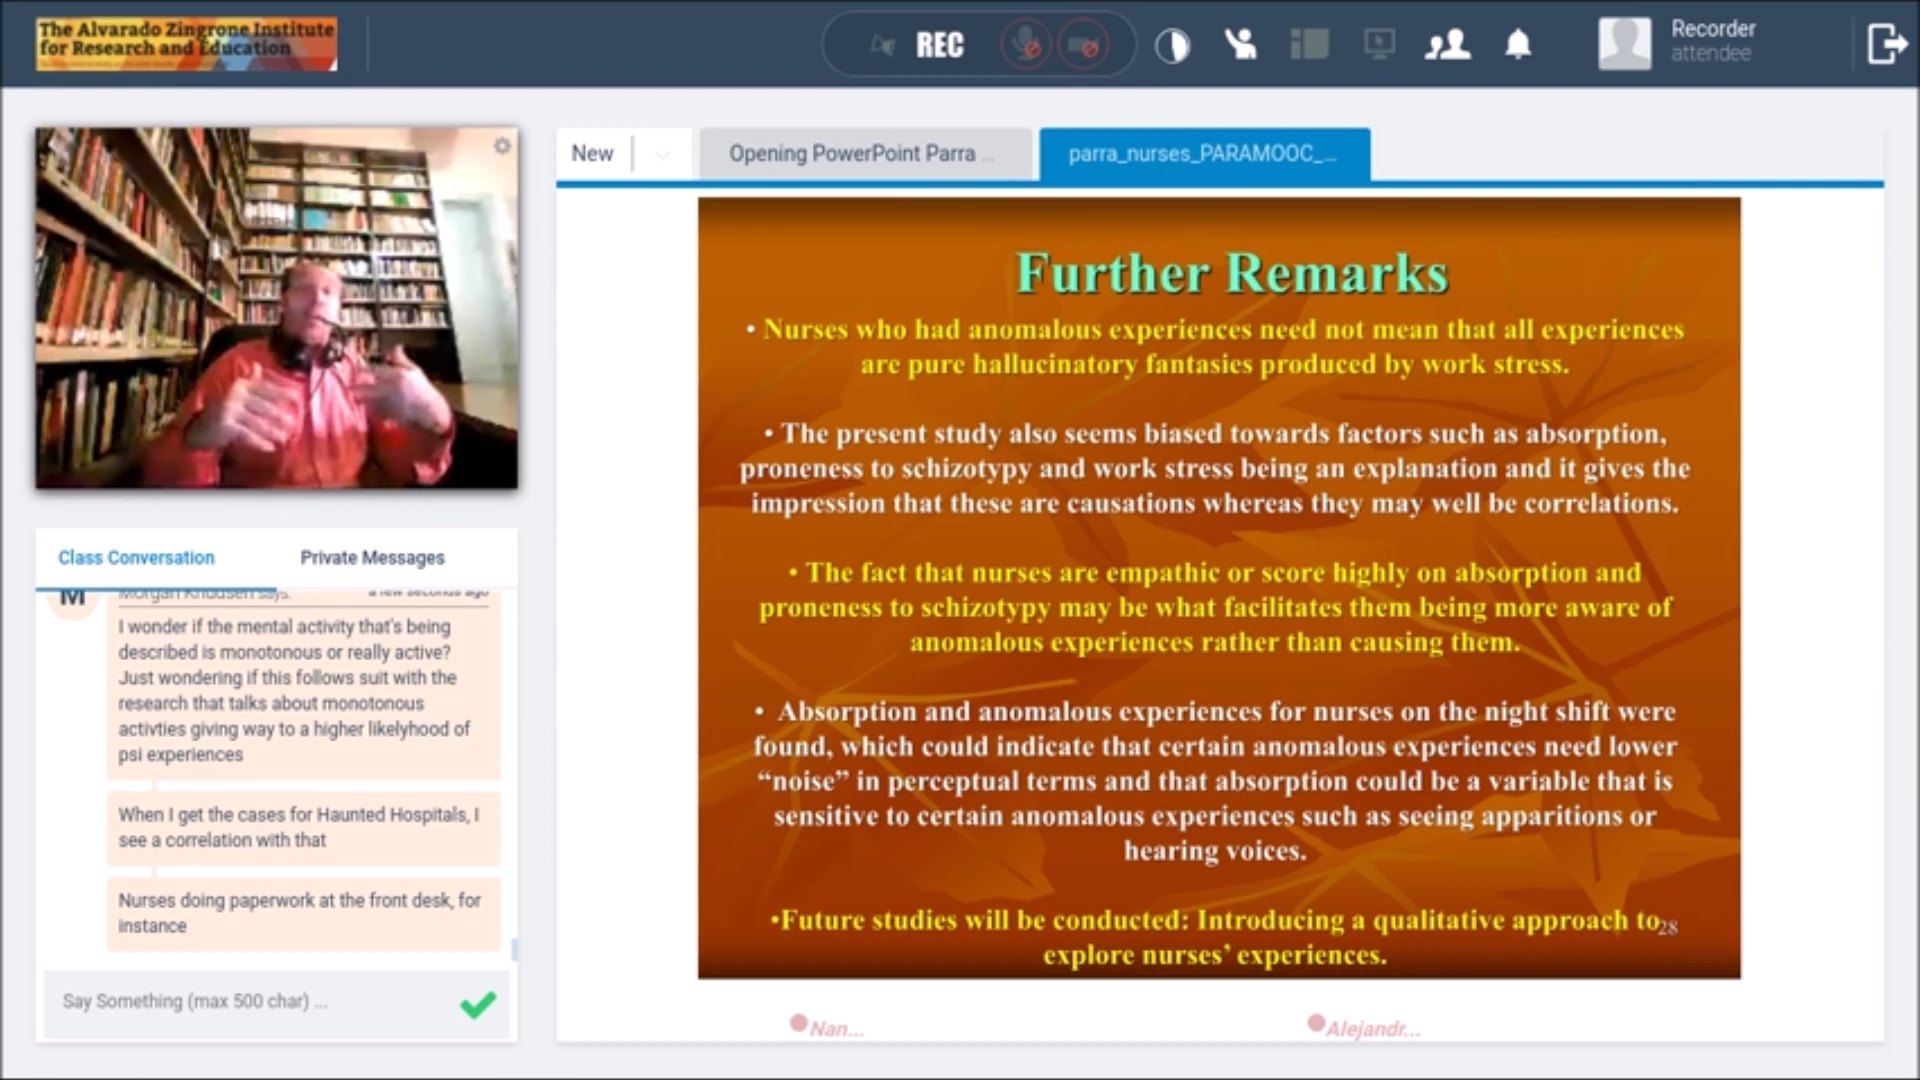 The Alvarado Zingrone Institute
for Research and Education
REC
Recorder
attendee
New
Opening PowerPoint Parra ...
parra_nurses_PARAMOOC_...
Class Conversation
Private Messages
M
Morgan Knudsen says:
a few seconds ago
I wonder if the mental activity that's being
described is monotonous or really active?
Just wondering if this follows suit with the
research that talks about monotonous
activties giving way to a higher likelyhood of
psi experiences
When I get the cases for Haunted Hospitals, I
see a correlation with that
Nurses doing paperwork at the front desk, for
instance
Say Something (max 500 char) ...
Further Remarks
• Nurses who had anomalous experiences need not mean that all experiences
are pure hallucinatory fantasies produced by work stress.
• The present study also seems biased towards factors such as absorption,
proneness to schizotypy and work stress being an explanation and it gives the
impression that these are causations whereas they may well be correlations.
• The fact that nurses are empathic or score highly on absorption and
proneness to schizotypy may be what facilitates them being more aware of
anomalous experiences rather than causing them.
• Absorption and anomalous experiences for nurses on the night shift were
found, which could indicate that certain anomalous experiences need lower
“noise” in perceptual terms and that absorption could be a variable that is
sensitive to certain anomalous experiences such as seeing apparitions or
hearing voices.
•Future studies will be conducted: Introducing a qualitative approach to
explore nurses’ experiences.
28
Nan...
Alejandr...